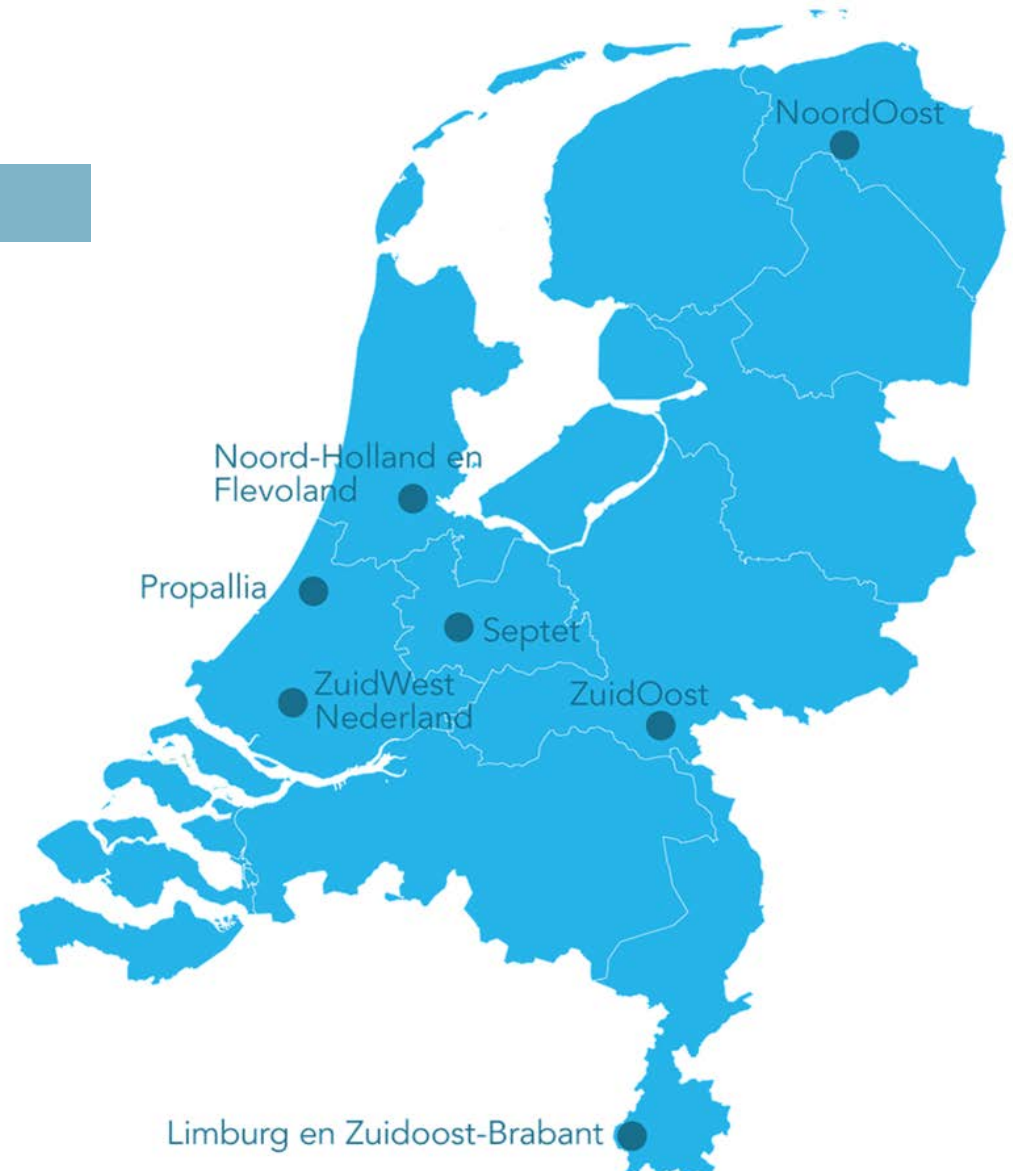 NoordOost
Noord-Holland en
Flevoland
Propallia
Septet
ZuidWest
Nederland
ZuidOost
Limburg en Zuidoost-Brabant